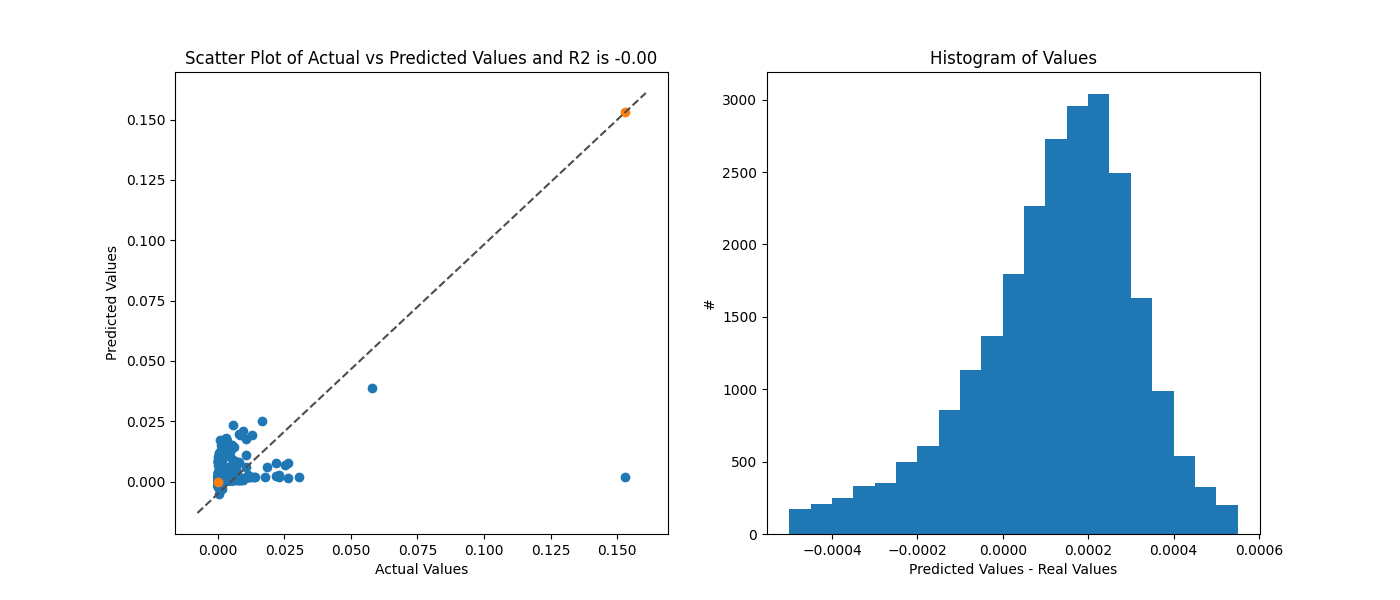 Scatter Plot of Actual vs Predicted Values and R2 is -0.00
0.150
0.125
0.100
0.075
0.050
0.025
0.000
Predicted Values
0.000 0.025 0.050 0.075 0.100 0.125 0.150
Actual Values
Histogram of Values
3000
2500
2000
1500
1000
500
0
#
−0.0004 −0.0002 0.0000 0.0002 0.0004 0.0006
Predicted Values - Real Values